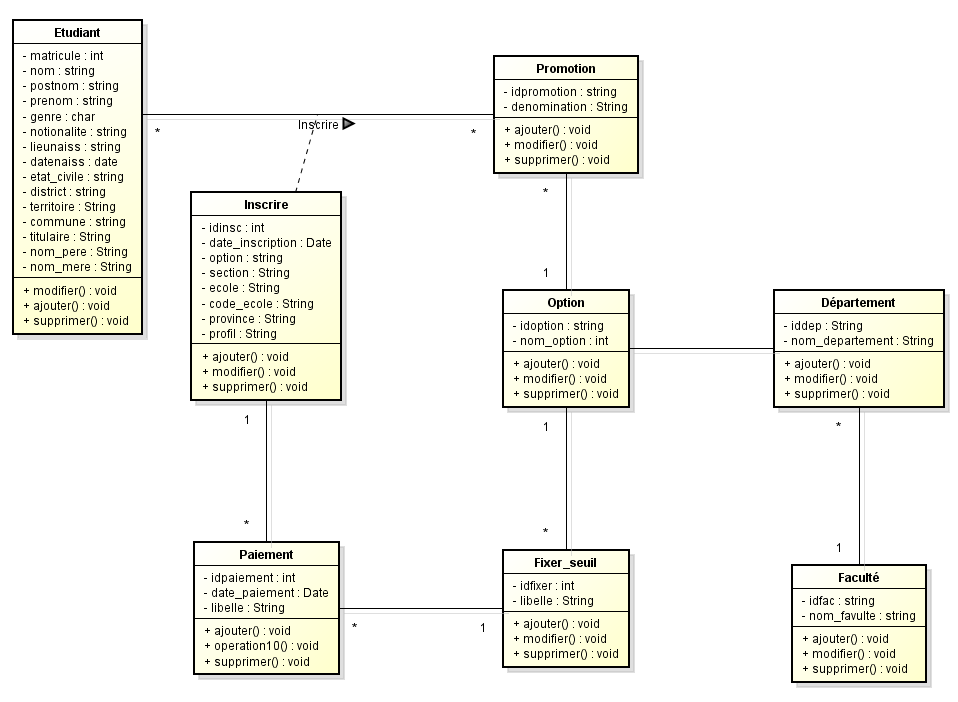 Etudiant
- matricule : int
- nom : string
- postnom : string
- prenom : string
- genre : char
- notionalite : string
- lieunaiss : string
- datenaiss : date
- etat_civile : string
- district : string
- territoire : String
- commune : string
- titulaire : String
- nom_pere : String
- nom_mere : String
+ modifier() : void
+ ajouter() : void
+ supprimer() : void
*
Inscrire
*
Promotion
- idpromotion : string
- denomination : String
+ ajouter() : void
+ modifier() : void
+ supprimer() : void
*
1
Inscrire
- idinsc : int
- date_inscription : Date
- option : string
- section : String
- ecole : String
- code_ecole : String
- province : String
- profil : String
+ ajouter() : void
+ modifier() : void
+ supprimer() : void
1
*
Option
- idoption : string
- nom_option : int
+ ajouter() : void
+ modifier() : void
+ supprimer() : void
1
*
Département
- iddep : String
- nom_departement : String
+ ajouter() : void
+ modifier() : void
+ supprimer() : void
*
1
Paiement
- idpaiement : int
- date_paiement : Date
- libelle : String
+ ajouter() : void
+ operation10() : void
+ supprimer() : void
*
1
Fixer_seuil
- idfixer : int
- libelle : String
+ ajouter() : void
+ modifier() : void
+ supprimer() : void
Faculté
- idfac : string
- nom_favulte : string
+ ajouter() : void
+ modifier() : void
+ supprimer() : void